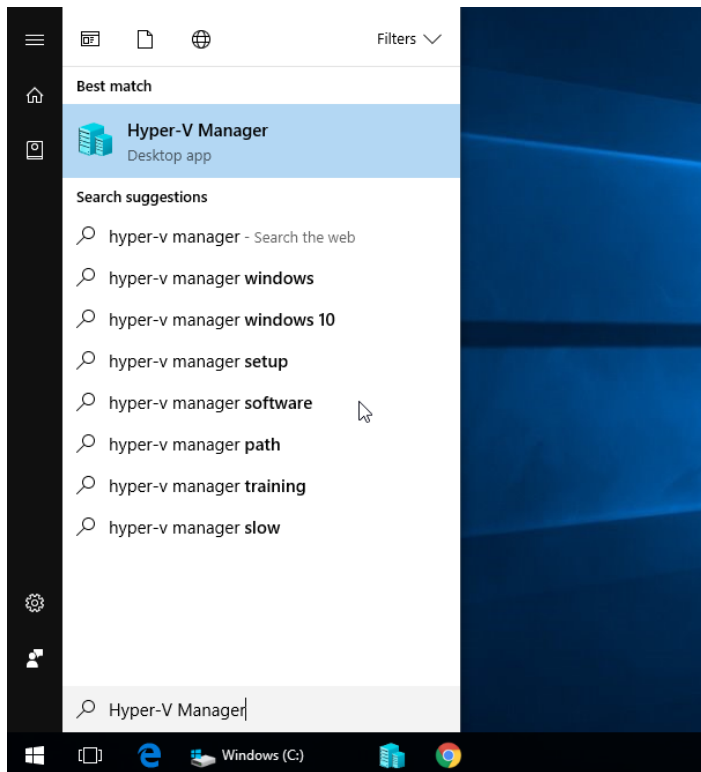 Filters
Best match
Hyper-V Manager
Desktop app
Search suggestions
hyper-v manager - Search the web
hyper-v manager windows
hyper-v manager windows 10
hyper-v manager setup
hyper-v manager software
hyper-v manager path
hyper-v manager training
hyper-v manager slow
Hyper-V Manager
Windows (C:)